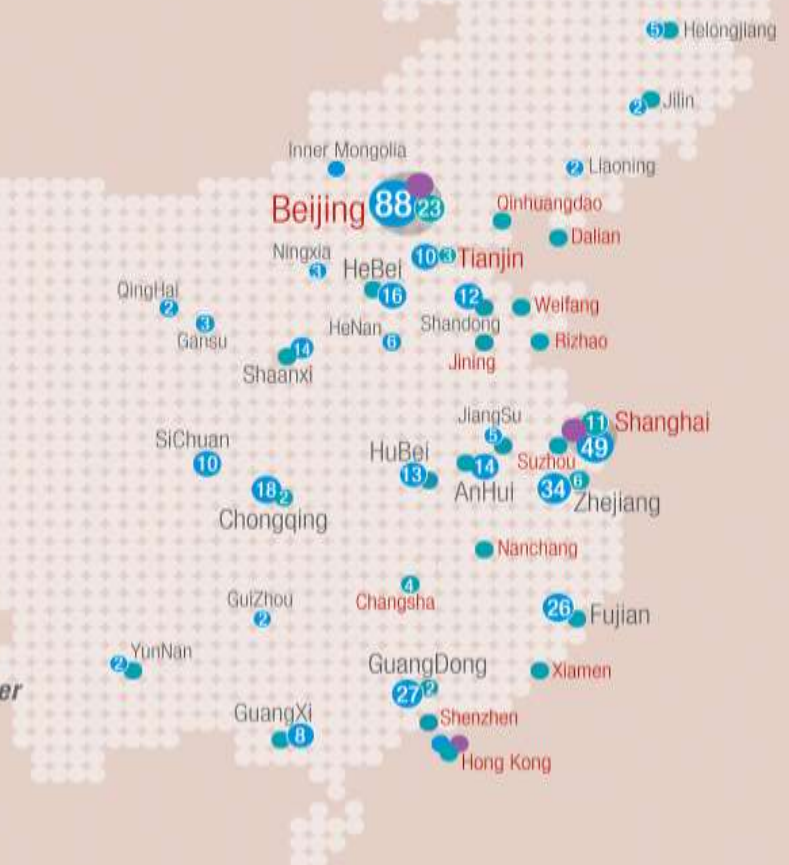 5 Helongjiang
2 Jilin
Inner Mongolia
2 Liaoning
Beijing 88 23
Qinhuangdao
Dalian
Ningxia
3
HeBei
16
10 3 Tianjin
QingHai
2
3
Gansu
HeNan 6
12
Shandong
Weifang
14
Shaanxi
Jining
Rizhao
JiangSu
5
11 Shanghai
49
SiChuan
10
HuBei
13
14
AnHui
Suzhou
34 6
Zhejiang
18 2
Chongqing
Nanchang
4
Changsha
GuiZhou
2
26 Fujian
YunNan
2
er
GuangDong
27 2
Xiamen
GuangXi
8
Shenzhen
Hong Kong